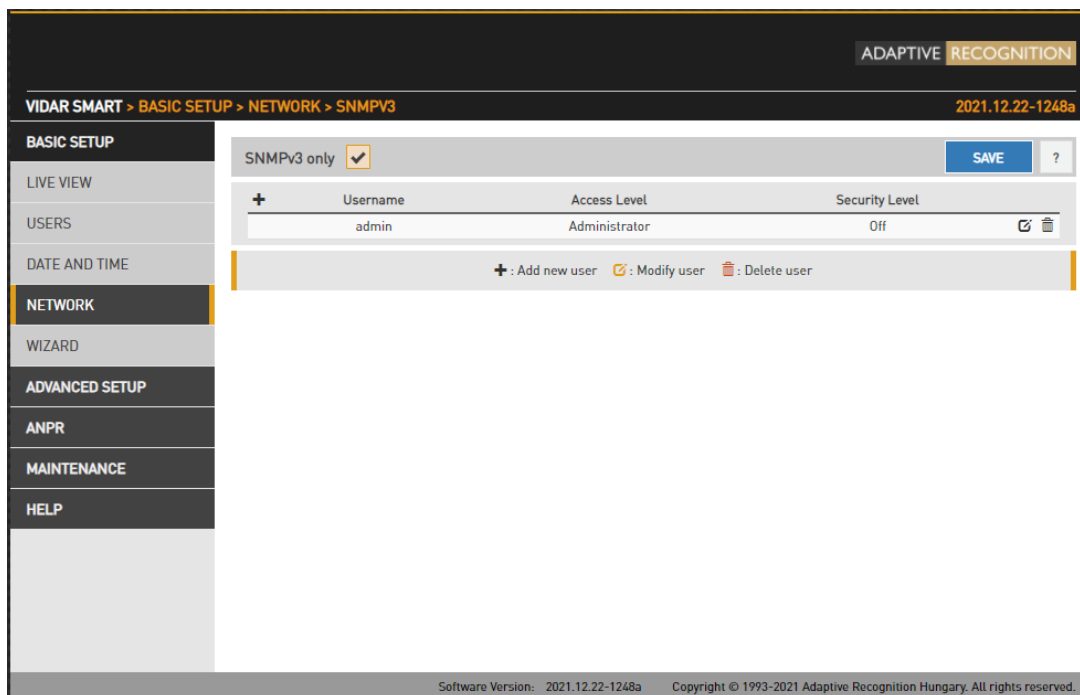 ADAPTIVE RECOGNITION
VIDAR SMART > BASIC SETUP > NETWORK > SNMPV3 2021.12.22-1248a
BASIC SETUP
LIVE VIEW
USERS
DATE AND TIME
NETWORK
WIZARD
ADVANCED SETUP
ANPR
MAINTENANCE
HELP
SNMPv3 only SAVE ?
Username Access Level Security Level
admin Administrator Off
: Add new user : Modify user : Delete user
Software Version: 2021.12.22-1248a Copyright © 1993-2021 Adaptive Recognition Hungary. All rights reserved.